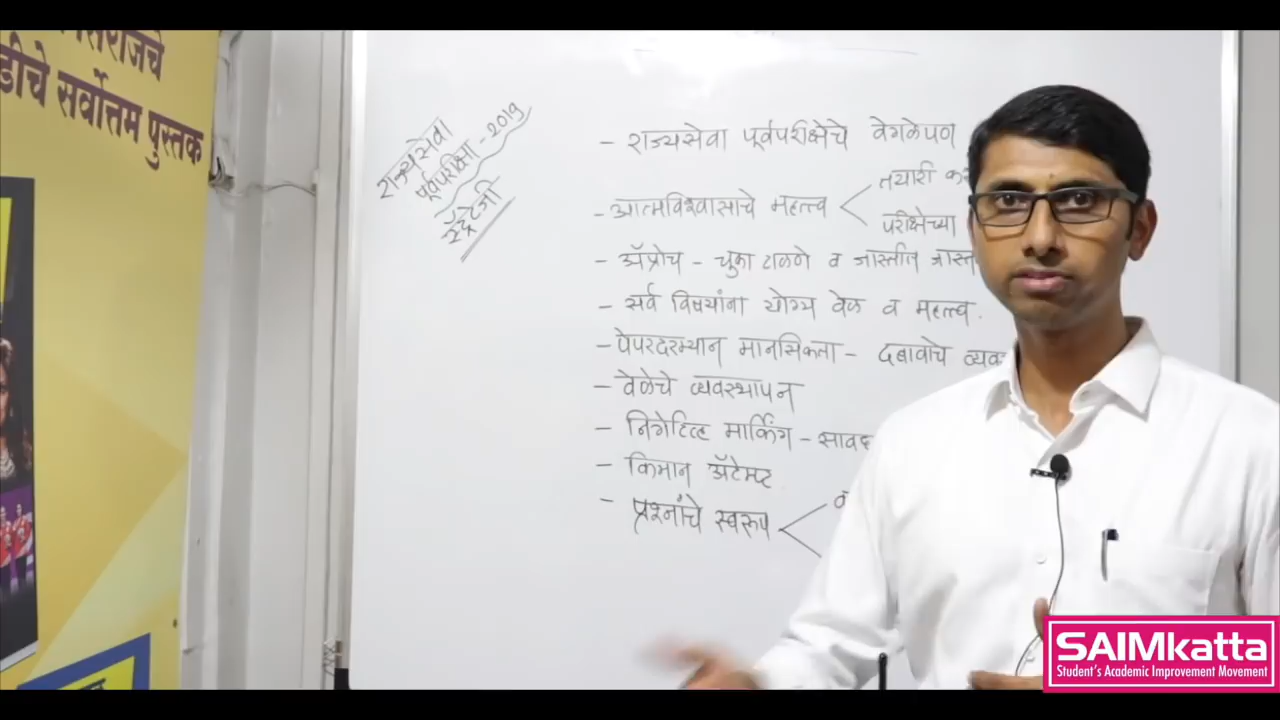 डीचे सर्वोत्तम पुस्तक
राज्यसेवा
पूर्वपरीक्षा - 2019
स्ट्रॅटेजी
- राज्यसेवा पूर्वपरीक्षेचे वेगळेपण
- आत्मविश्वासाचे महत्त्व
तयारी
परीक्षेच्या
- ॲप्रोच - चुका टाळणे व जास्तीत जास्त
- सर्व विषयांना योग्य वेळ व महत्त्व.
- पेपरदरम्यान मानसिकता - दबावाचे
- वेळेचे व्यवस्थापन
- निगेटिव्ह मार्किंग -
- किमान ॲटेम्प्ट
- प्रश्नांचे स्वरूप
SAIMkatta
Student's Academic Improvement Movement